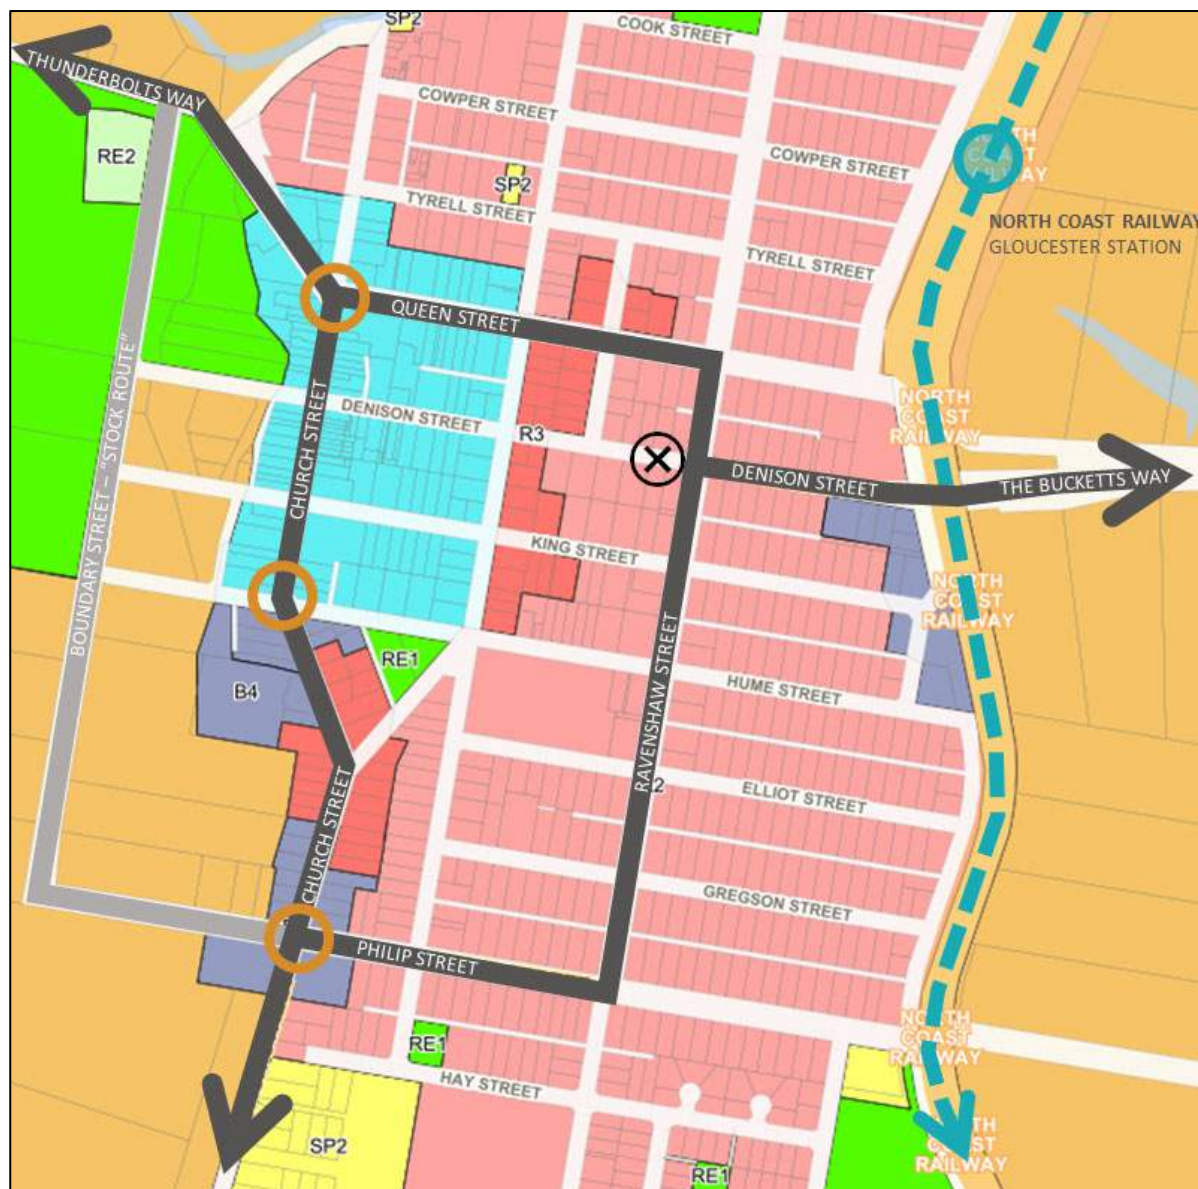 SP2
COOK STREET
THUNDERBOLTS WAY
COWPER STREET
RE2
COWPER STREET
SP2
TYRELL STREET
NORTH COAST RAILWAY
GLOUCESTER STATION
TYRELL STREET
QUEEN STREET
DENISON STREET
CHURCH STREET
R3
NORTH
COAST
RAILWAY
DENISON STREET
THE BUCKETTS WAY
BOUNDARY STREET – "STOCK ROUTE"
KING STREET
NORTH
COAST
RAILWAY
RE1
B4
HUME STREET
RAVENSHAW STREET
ELLIOT STREET
CHURCH STREET
GREGSON STREET
PHILIP STREET
NORTH
COAST
RAILWAY
RE1
HAY STREET
SP2
RE1
NORTH
COAST
RAILWAY